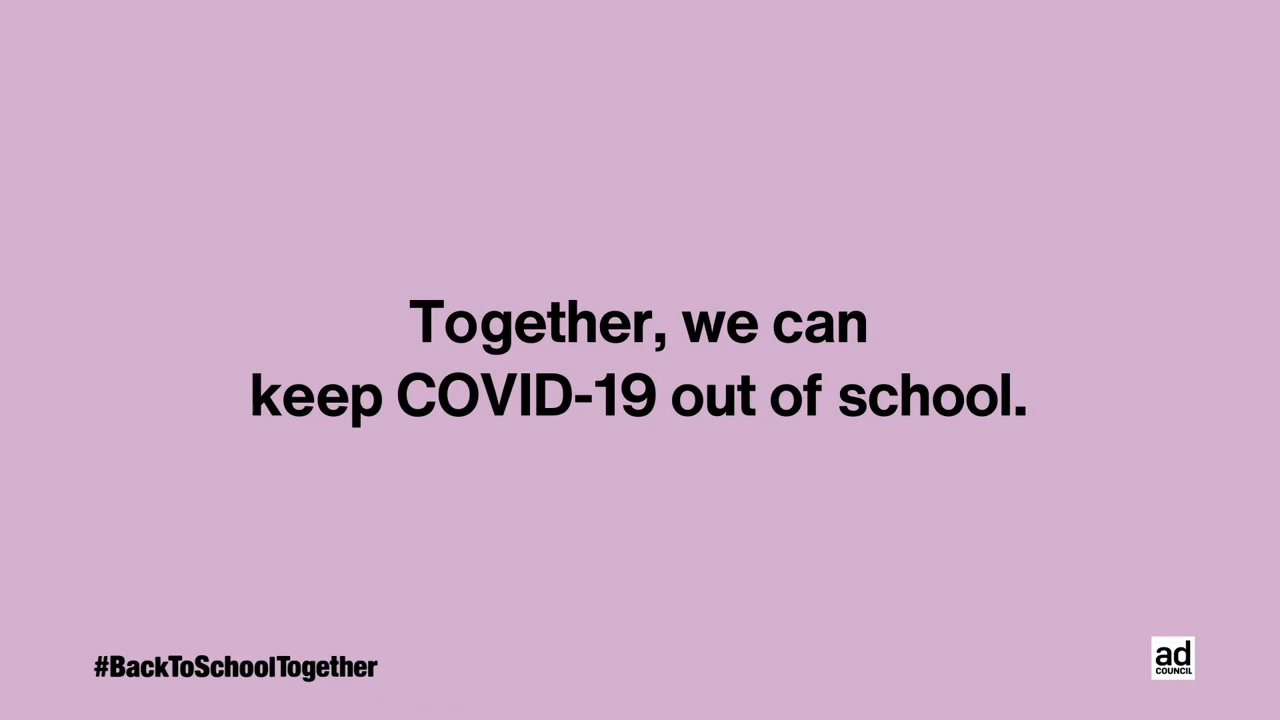 Together, we can
keep COVID-19 out of school.
#BackToSchoolTogether
ad
COUNCIL